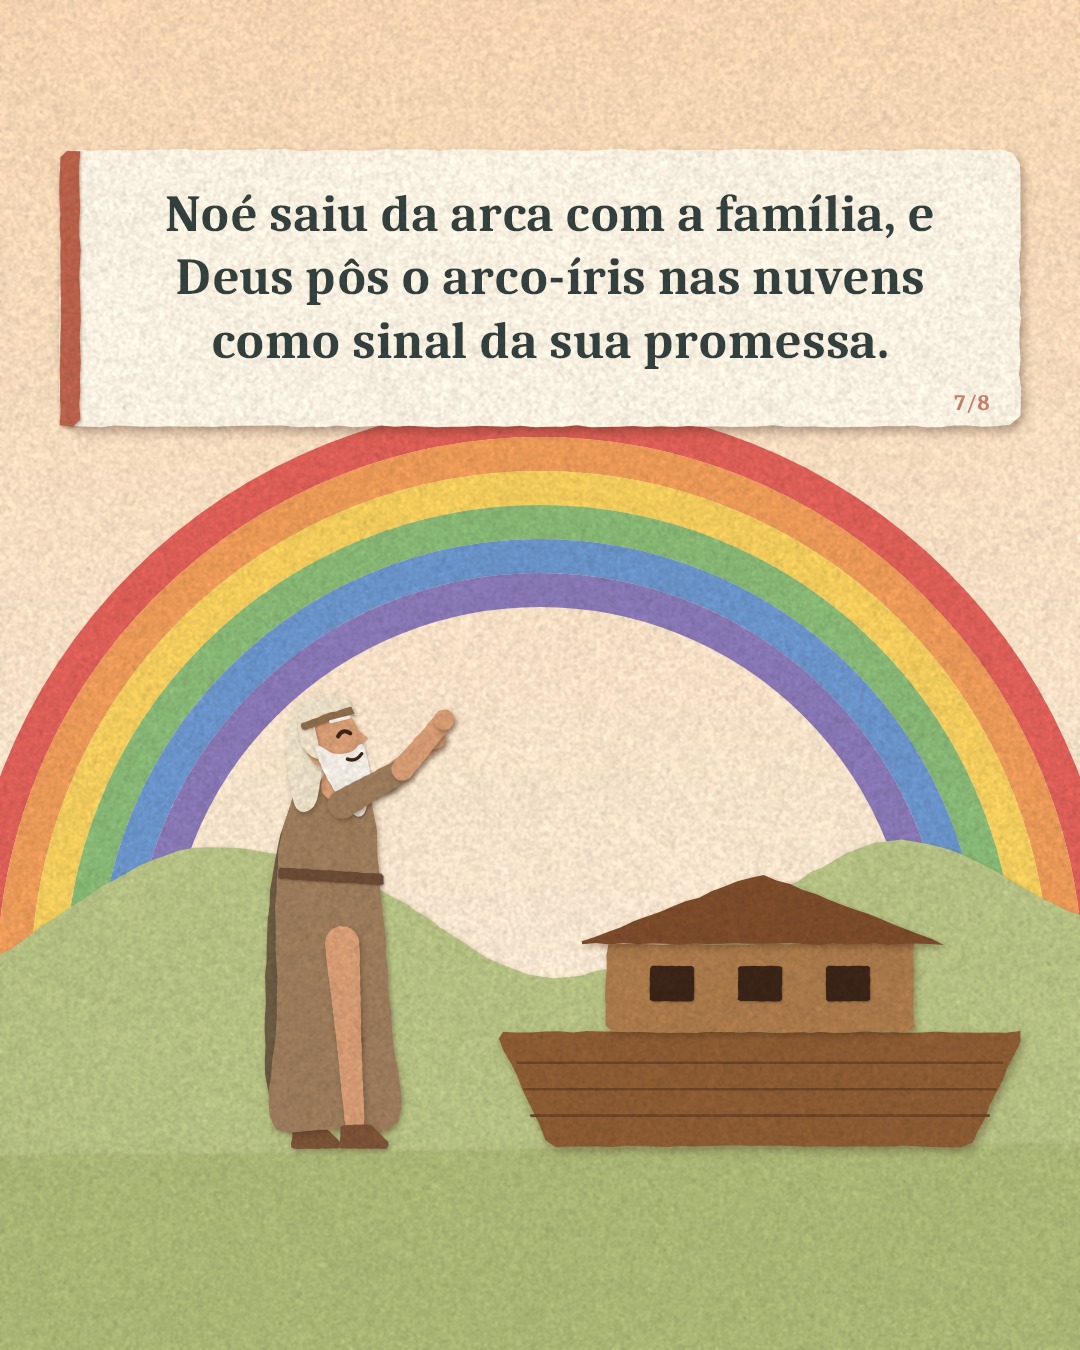 Noé saiu da arca com a família, e
Deus pôs o arco-íris nas nuvens
como sinal da sua promessa.
7/8